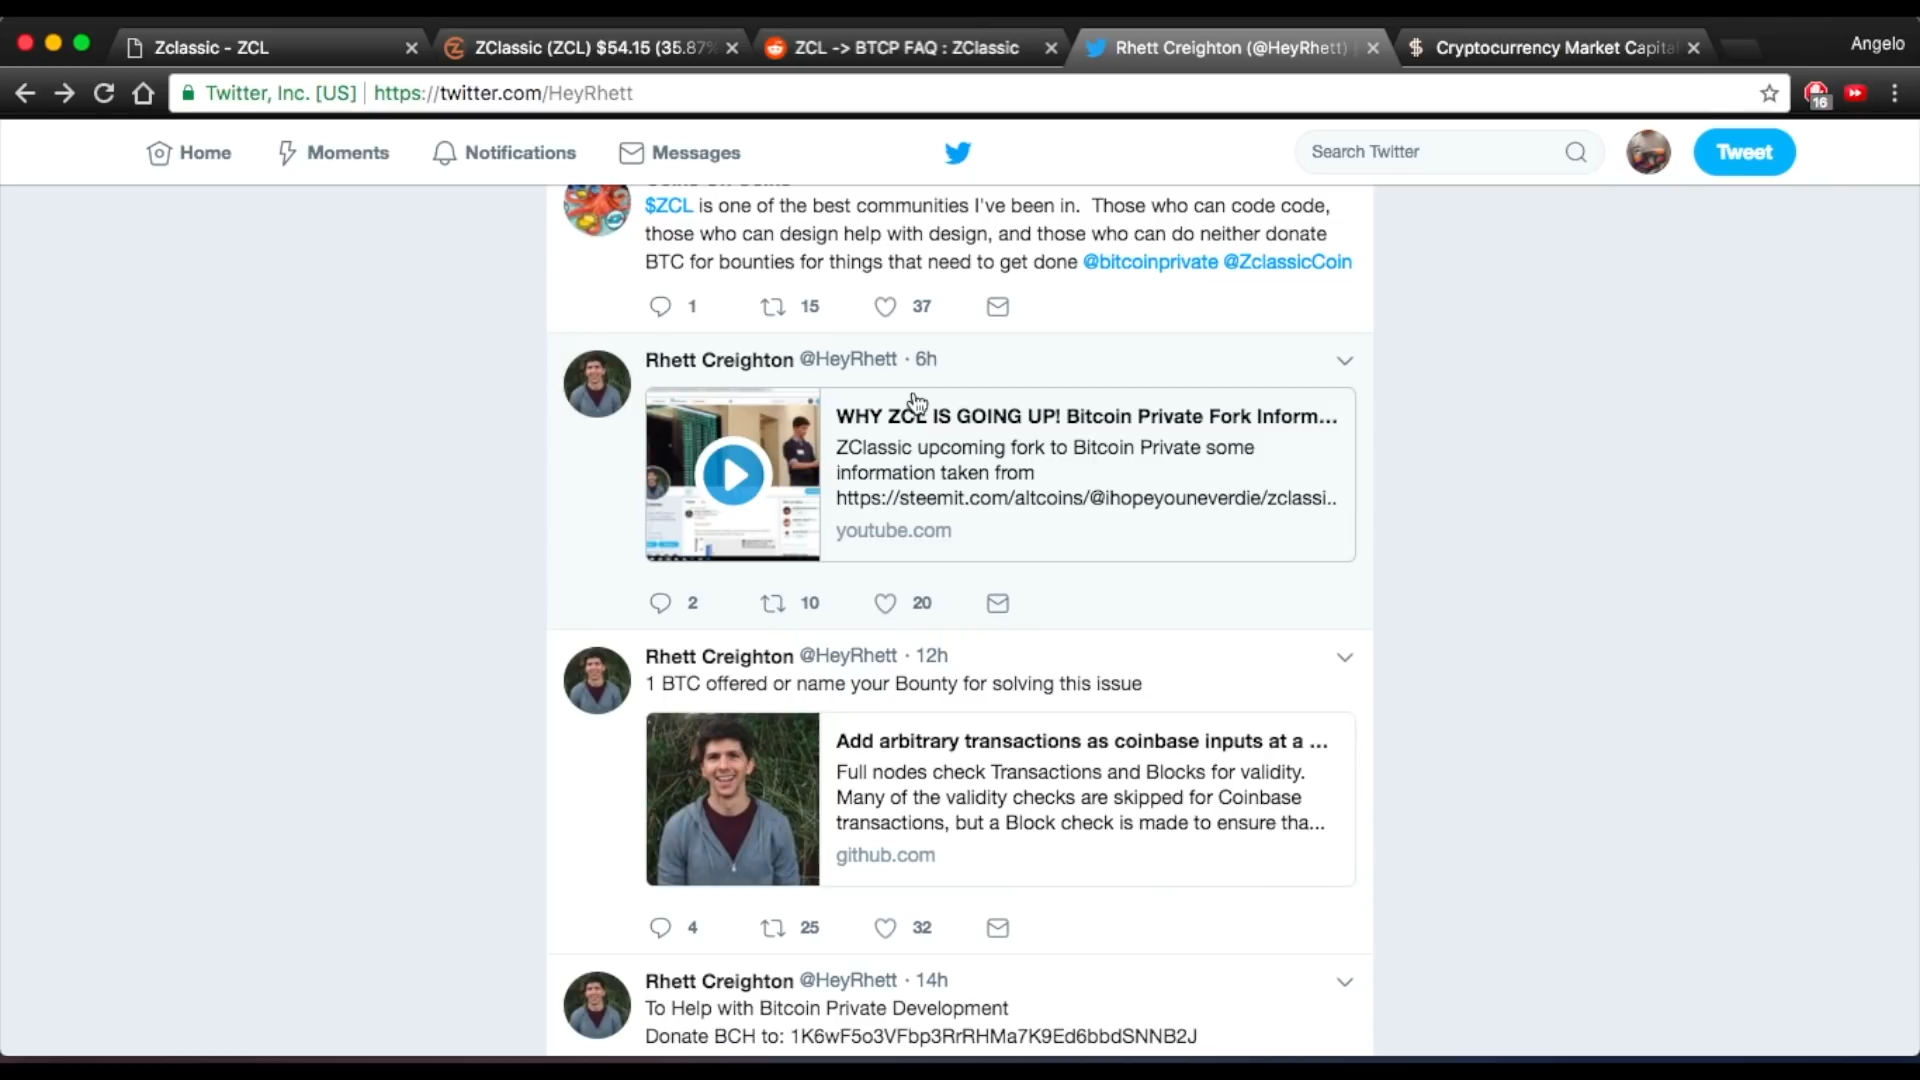 Zclassic - ZCL
ZClassic (ZCL) $54.15 (35.87%
ZCL -> BTCP FAQ : ZClassic
Rhett Creighton (@HeyRhett)
Cryptocurrency Market Capital
Angelo
Twitter, Inc. [US]
https://twitter.com/HeyRhett
16
Home
Moments
Notifications
Messages
Search Twitter
Tweet
$ZCL is one of the best communities I've been in. Those who can code code,
those who can design help with design, and those who can do neither donate
BTC for bounties for things that need to get done @bitcoinprivate @ZclassicCoin
1 15 37
Rhett Creighton @HeyRhett · 6h
WHY ZCL IS GOING UP! Bitcoin Private Fork Inform...
ZClassic upcoming fork to Bitcoin Private some
information taken from
https://steemit.com/altcoins/@ihopeyouneverdie/zclassi..
youtube.com
2 10 20
Rhett Creighton @HeyRhett · 12h
1 BTC offered or name your Bounty for solving this issue
Add arbitrary transactions as coinbase inputs at a ...
Full nodes check Transactions and Blocks for validity.
Many of the validity checks are skipped for Coinbase
transactions, but a Block check is made to ensure tha...
github.com
4 25 32
Rhett Creighton @HeyRhett · 14h
To Help with Bitcoin Private Development
Donate BCH to: 1K6wF5o3VFbp3RrRHMa7K9Ed6bbdSNNB2J